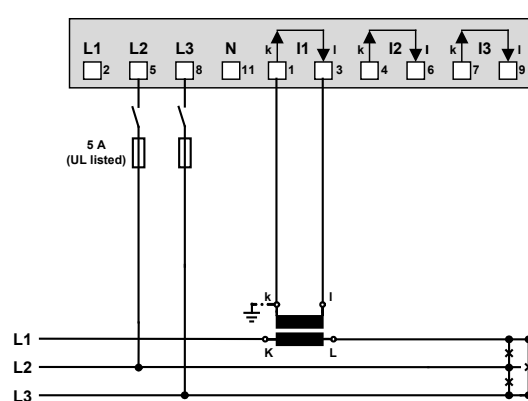 L1 L2 L3 N k I1 l k I2 l k I3 l
2 5 8 11 1 3 4 6 7 9
5 A
(UL listed)
k l
L1 K L
L2
L3